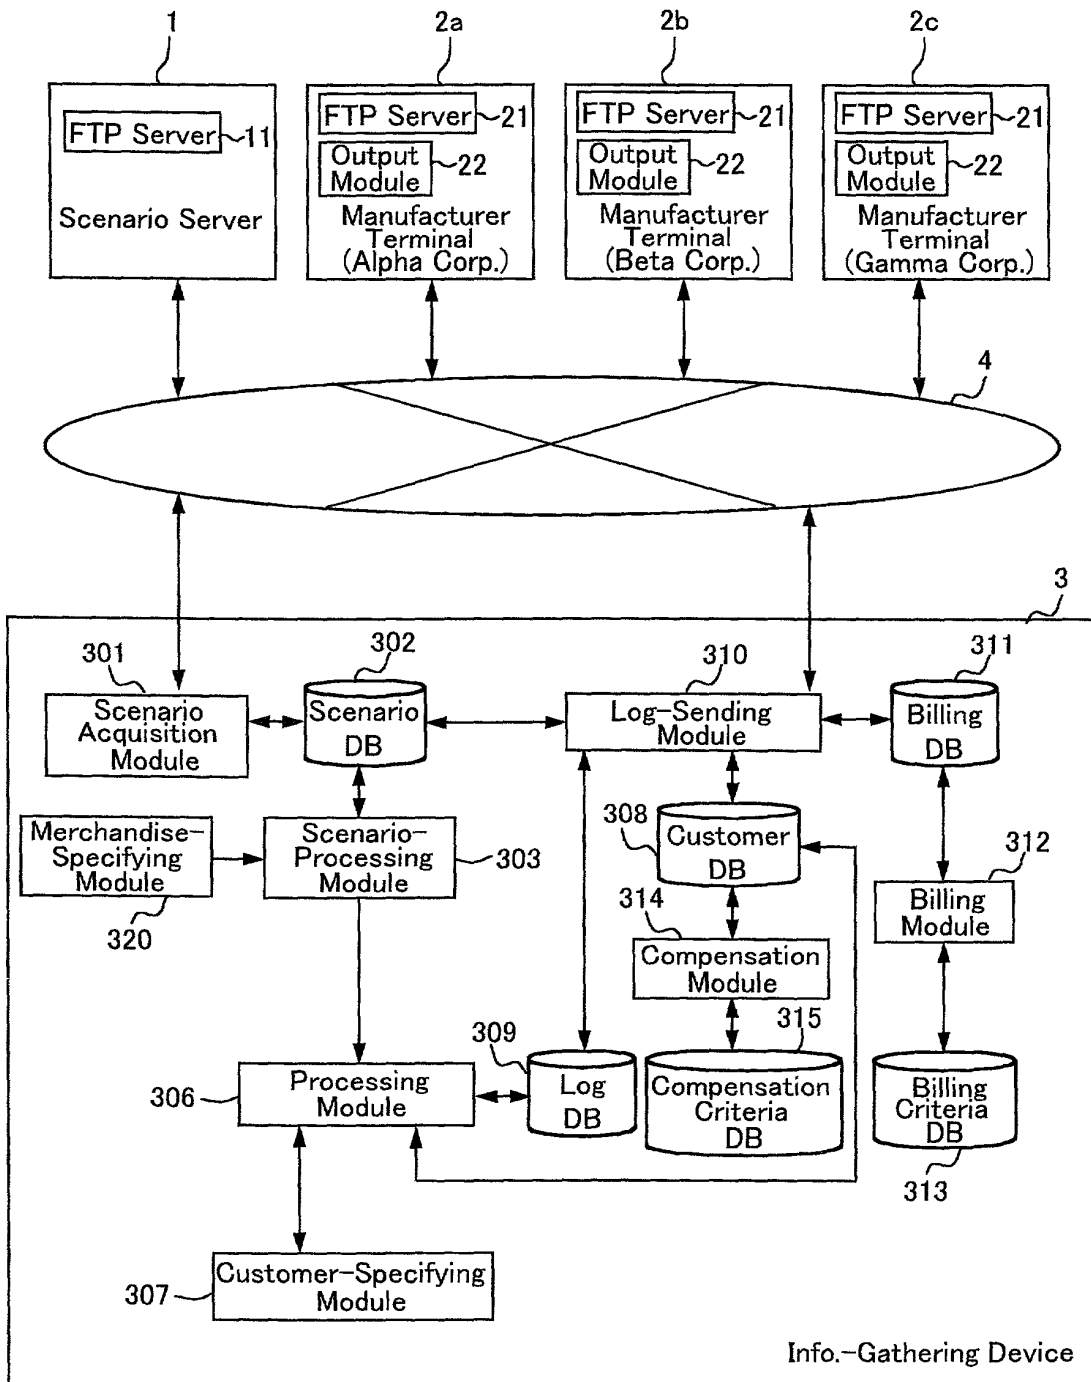 1
2a
2b
2c
FTP Server
11
Scenario Server
FTP Server
21
Output
Module
22
Manufacturer
Terminal
(Alpha Corp.)
FTP Server
21
Output
Module
22
Manufacturer
Terminal
(Beta Corp.)
FTP Server
21
Output
Module
22
Manufacturer
Terminal
(Gamma Corp.)
4
3
301
Scenario
Acquisition
Module
302
Scenario
DB
310
Log-Sending
Module
311
Billing
DB
Merchandise-
Specifying
Module
320
Scenario-
Processing
Module
303
308
Customer
DB
312
Billing
Module
314
Compensation
Module
306
Processing
Module
309
Log
DB
315
Compensation
Criteria
DB
Billing
Criteria
DB
313
307
Customer-Specifying
Module
Info.-Gathering Device